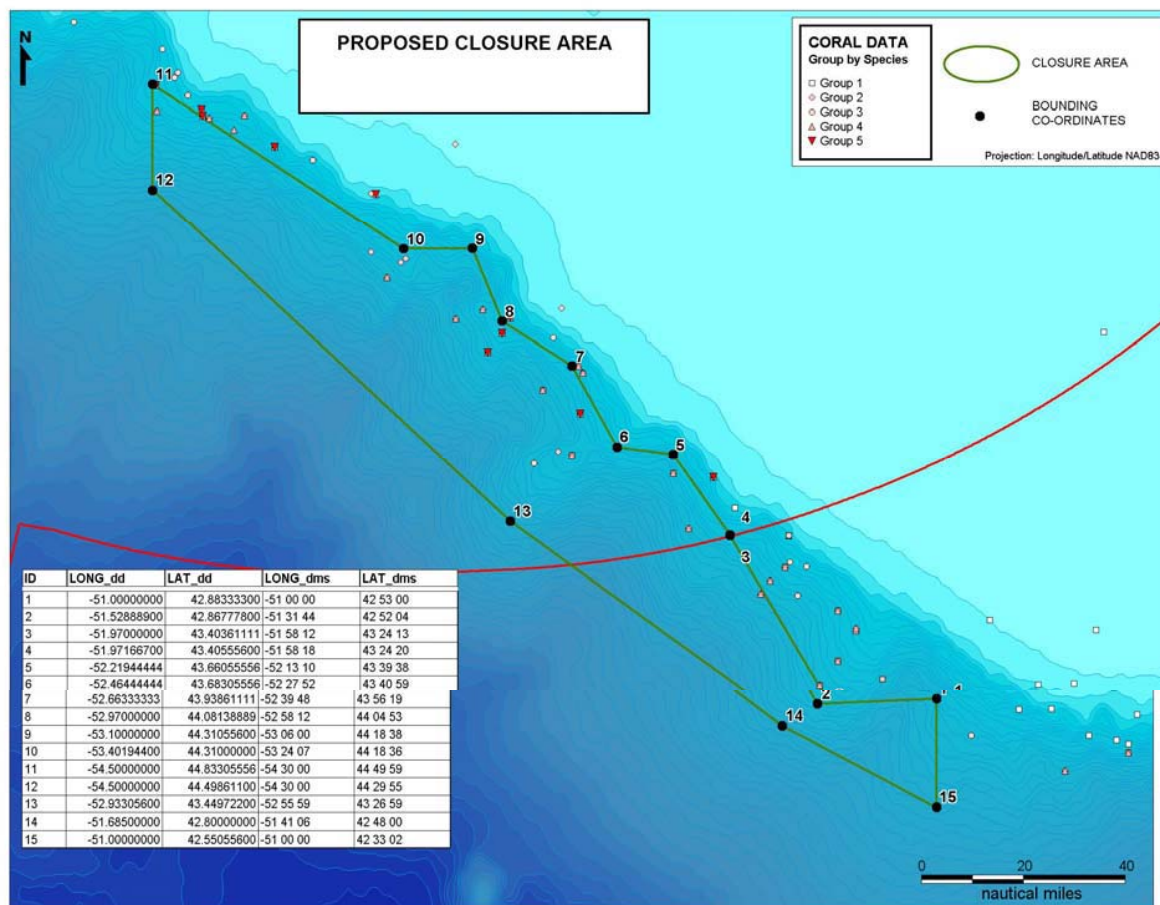 N
PROPOSED CLOSURE AREA
CORAL DATA
Group by Species
Group 1
Group 2
Group 3
Group 4
Group 5
CLOSURE AREA
BOUNDING
CO-ORDINATES
Projection: Longitude/Latitude NAD83
11
12
10
9
8
7
6
5
4
3
13
2
14
15
ID LONG_dd LAT_dd LONG_dms LAT_dms
1 -51.00000000 42.88333300 -51 00 00 42 53 00
2 -51.52888900 42.86777800 -51 31 44 42 52 04
3 -51.97000000 43.40361111 -51 58 12 43 24 13
4 -51.97166700 43.40555600 -51 58 18 43 24 20
5 -52.21944444 43.66055556 -52 13 10 43 39 38
6 -52.46444444 43.68305556 -52 27 52 43 40 59
7 -52.66333333 43.93861111 -52 39 48 43 56 19
8 -52.97000000 44.08138889 -52 58 12 44 04 53
9 -53.10000000 44.31055600 -53 06 00 44 18 38
10 -53.40194400 44.31000000 -53 24 07 44 18 36
11 -54.50000000 44.83305556 -54 30 00 44 49 59
12 -54.50000000 44.49861100 -54 30 00 44 29 55
13 -52.93305600 43.44972200 -52 55 59 43 26 59
14 -51.68500000 42.80000000 -51 41 06 42 48 00
15 -51.00000000 42.55055600 -51 00 00 42 33 02
0 20 40
nautical miles